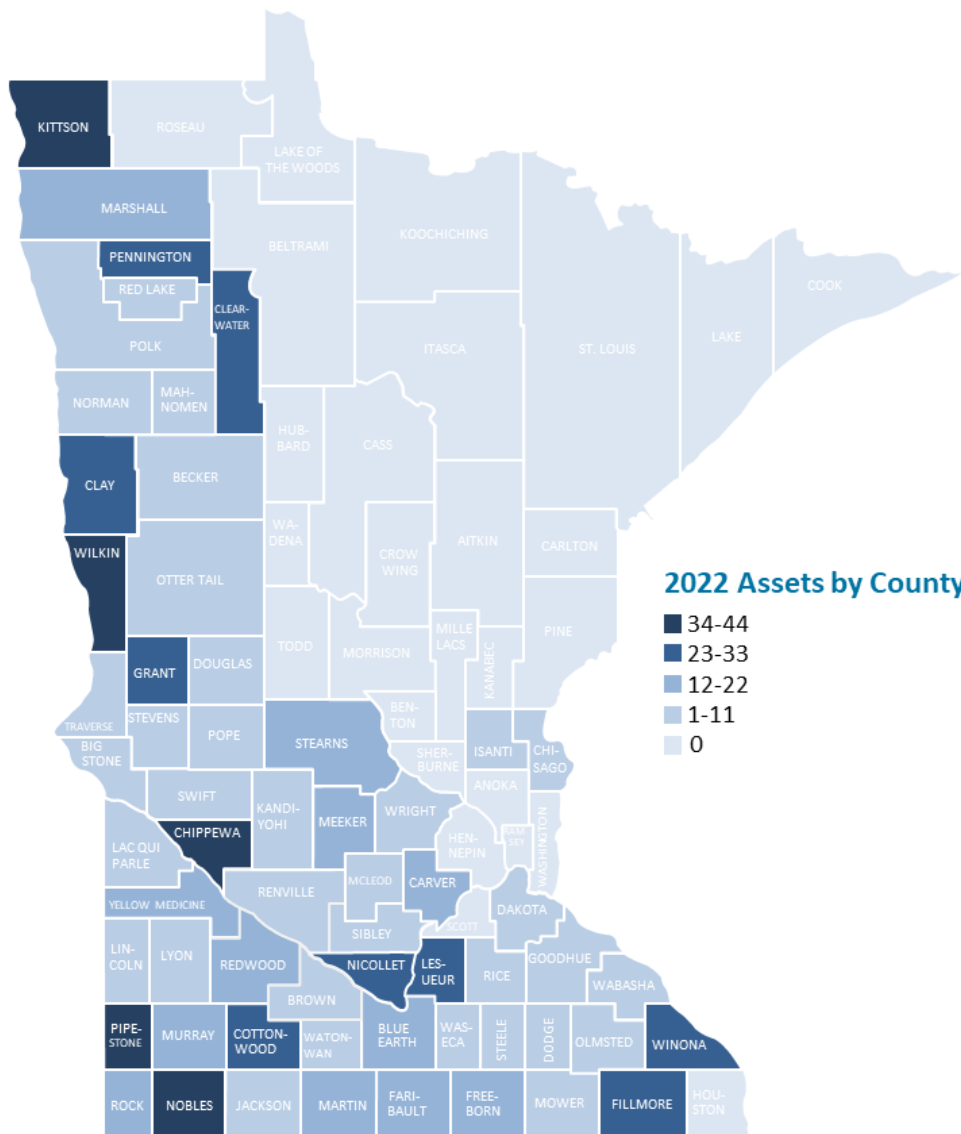 KITTSON
ROSEAU
LAKE OF
THE WOODS
MARSHALL
BELTRAMI
KOOCHICHING
PENNINGTON
RED LAKE
CLEAR-
WATER
POLK
ITASCA
ST. LOUIS
LAKE
COOK
NORMAN
MAH-
NOMEN
HUB-
BARD
CASS
CLAY
BECKER
WA-
DENA
CROW
WING
AITKIN
CARLTON
WILKIN
OTTER TAIL
2022 Assets by County
34-44
23-33
12-22
1-11
0
TODD
MORRISON
MILLE
LACS
KANABEC
PINE
GRANT
DOUGLAS
TRAVERSE
STEVENS
POPE
STEARNS
BEN-
TON
BIG
STONE
SHER-
BURNE
ISANTI
CHI-
SAGO
SWIFT
KANDI-
YOHI
MEEKER
WRIGHT
ANOKA
CHIPPEWA
HEN-
NEPIN
RAM
SEY
WASHINGTON
LAC QUI
PARLE
RENVILLE
MCLEOD
CARVER
YELLOW MEDICINE
SCOTT
DAKOTA
SIBLEY
LIN-
COLN
LYON
REDWOOD
NICOLLET
LES-
UEUR
RICE
GOODHUE
WABASHA
BROWN
PIPE-
STONE
MURRAY
COTTON-
WOOD
WATON-
WAN
BLUE
EARTH
WAS-
ECA
STEELE
DODGE
OLMSTED
WINONA
ROCK
NOBLES
JACKSON
MARTIN
FARI-
BAULT
FREE-
BORN
MOWER
FILLMORE
HOU-
STON